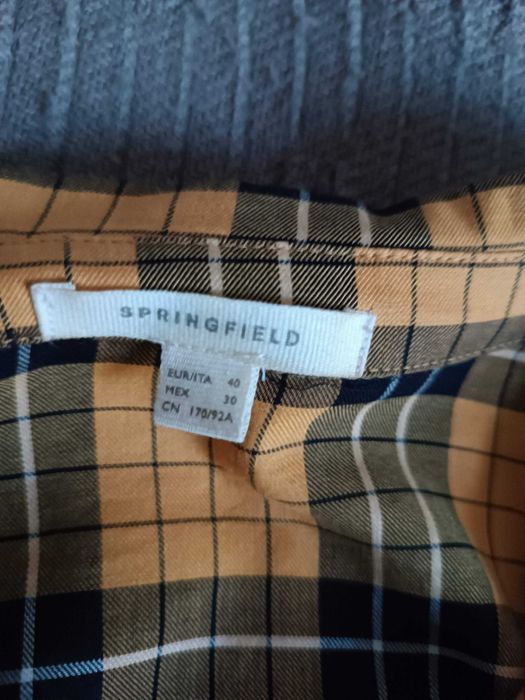 SPRINGFIELD
EUR/ITA 40
MEX 30
CN 170/92A